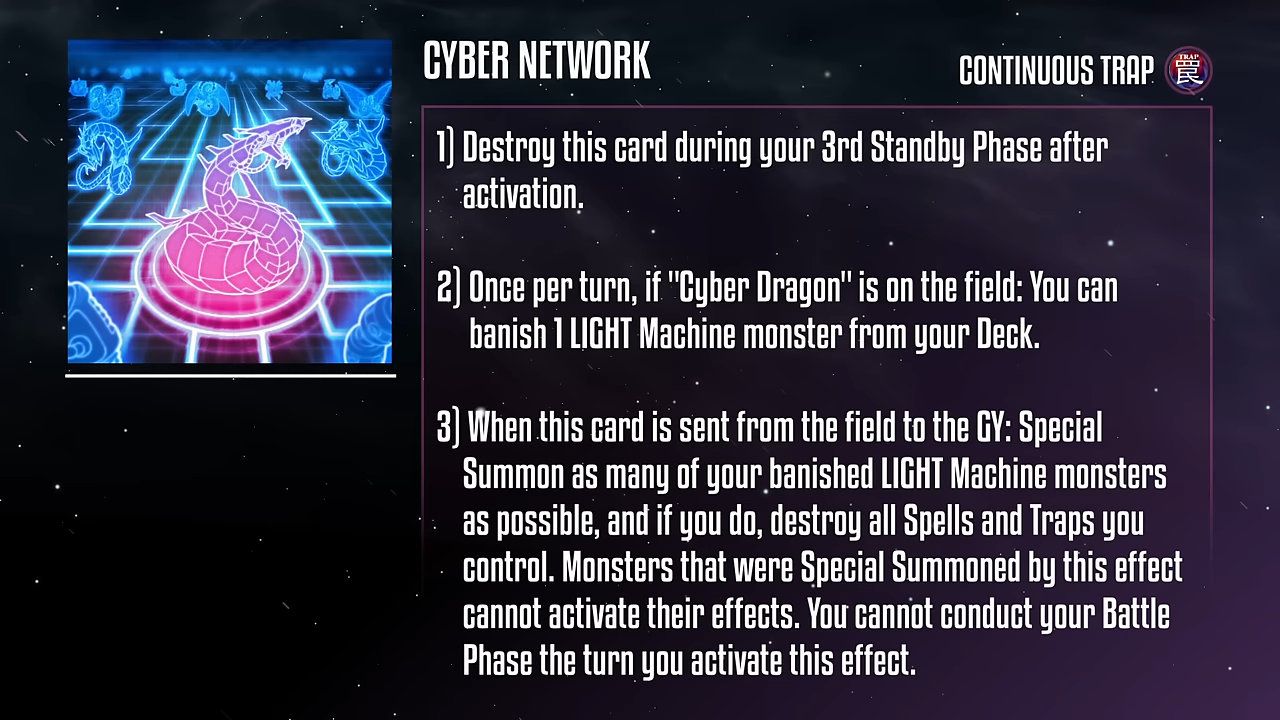 CYBER NETWORK
CONTINUOUS TRAP
TRAP
罠
1) Destroy this card during your 3rd Standby Phase after
activation.
2) Once per turn, if "Cyber Dragon" is on the field: You can
banish 1 LIGHT Machine monster from your Deck.
3) When this card is sent from the field to the GY: Special
Summon as many of your banished LIGHT Machine monsters
as possible, and if you do, destroy all Spells and Traps you
control. Monsters that were Special Summoned by this effect
cannot activate their effects. You cannot conduct your Battle
Phase the turn you activate this effect.